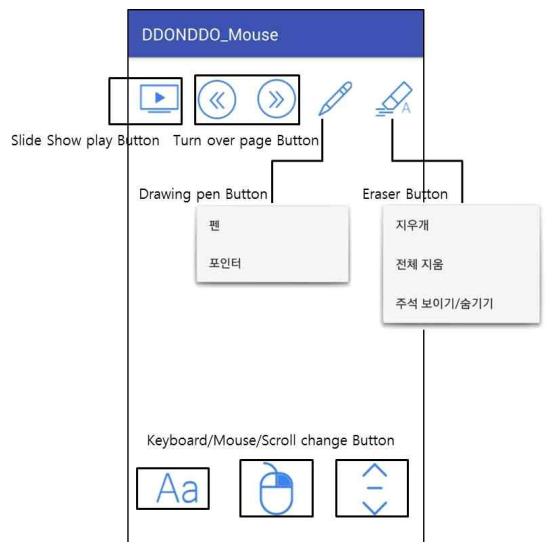 DDONDDO_Mouse
A
Slide Show play Button
Turn over page Button
Drawing pen Button
Eraser Button
펜
포인터
지우개
전체 지움
주석 보이기/숨기기
Keyboard/Mouse/Scroll change Button
Aa